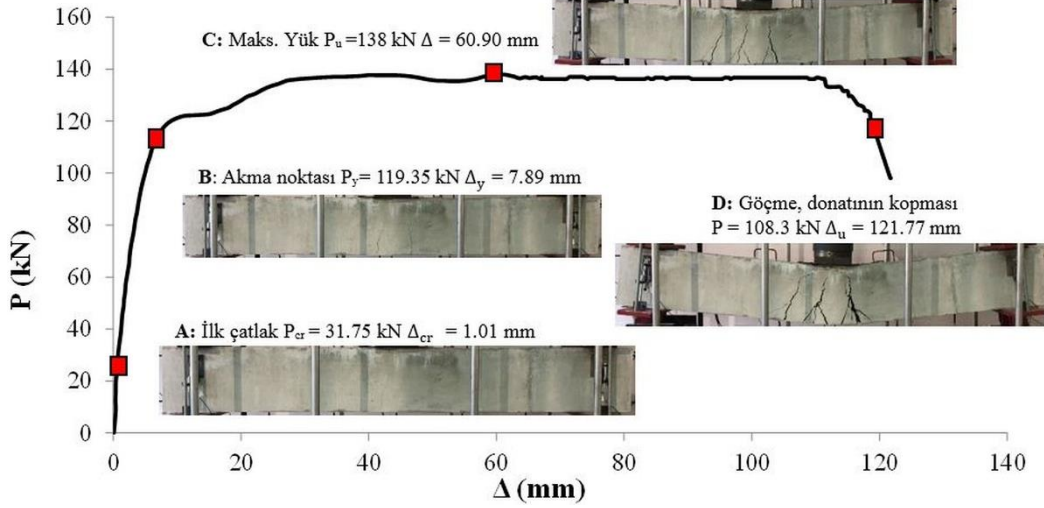 160
140
120
100
80
60
40
20
0
P (kN)
C: Maks. Yük Pu =138 kN Δ = 60.90 mm
B: Akma noktası Py= 119.35 kN Δy = 7.89 mm
D: Göçme, donatının kopması
P = 108.3 kN Δu = 121.77 mm
A: İlk çatlak Pcr = 31.75 kN Δcr = 1.01 mm
0 20 40 60 80 100 120 140
Δ (mm)